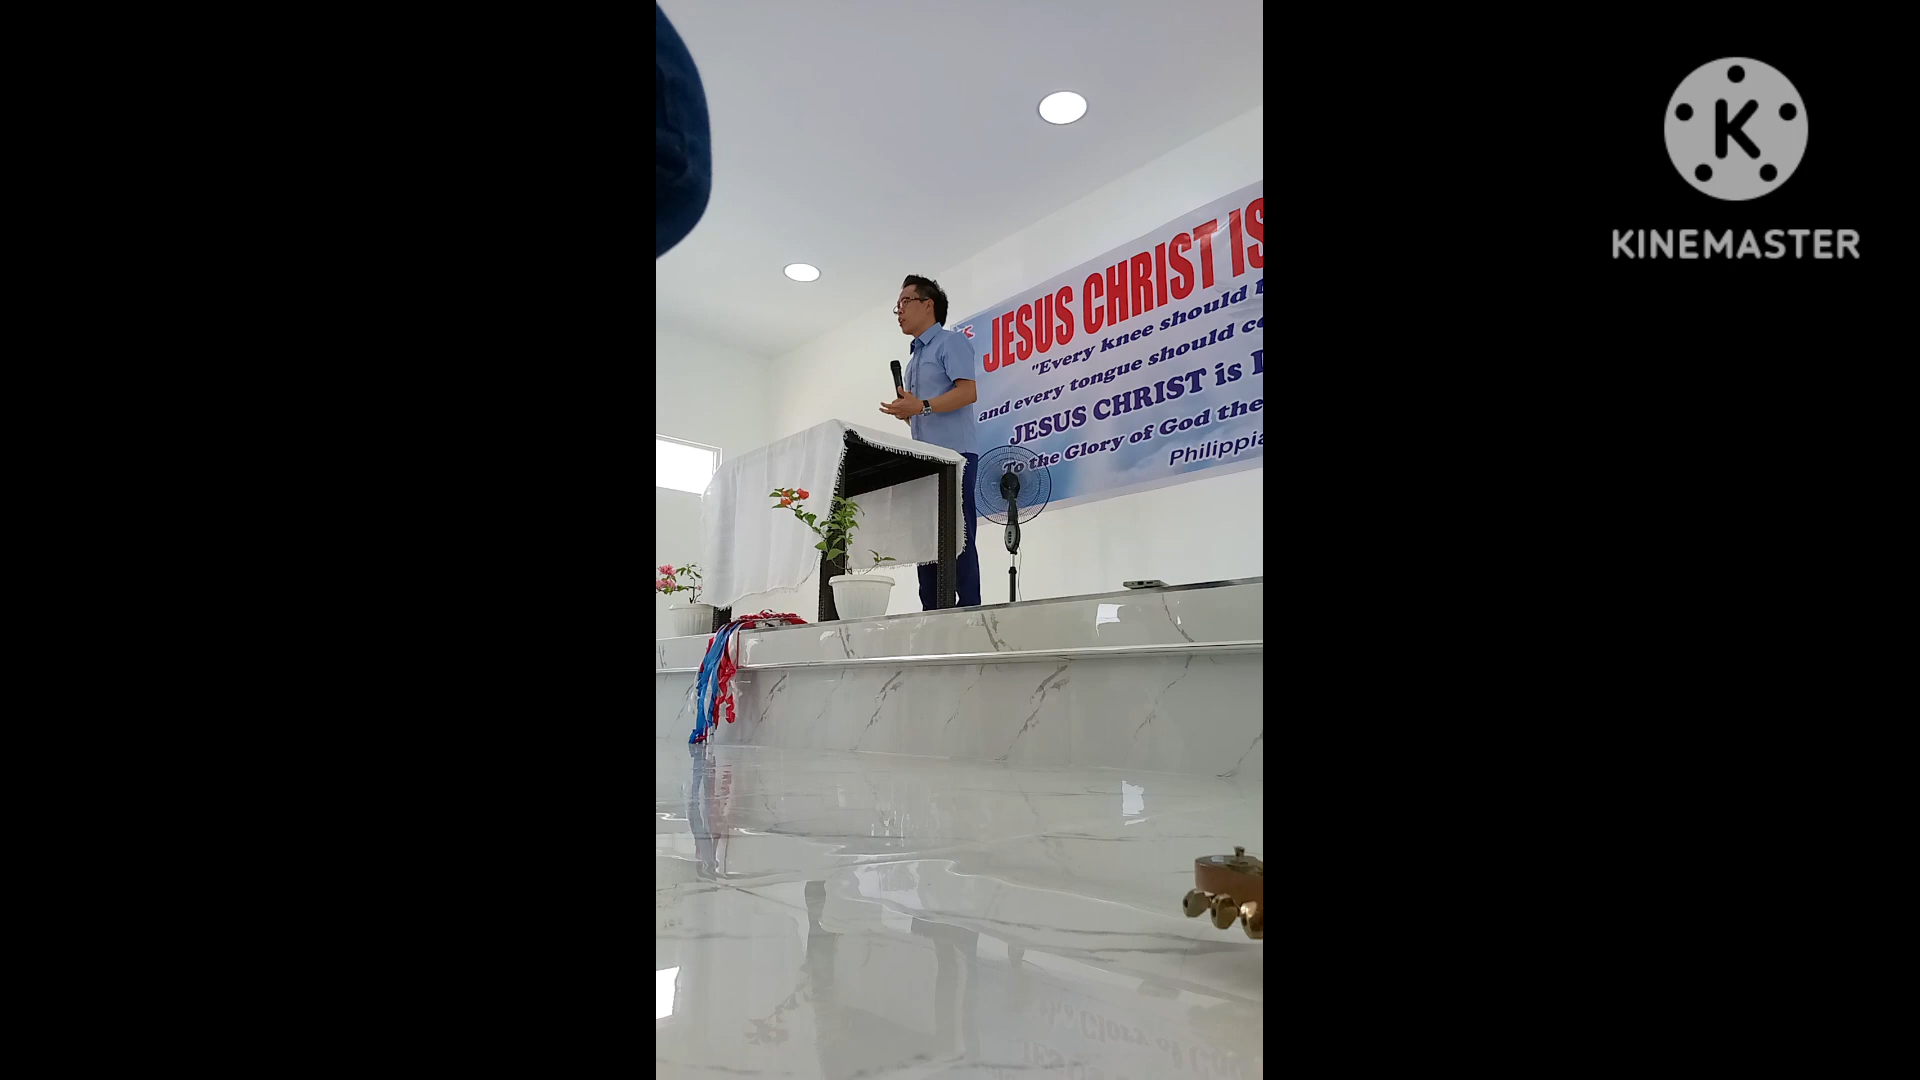 JESUS CHRIST IS
"Every knee should
and every tongue should
JESUS CHRIST is
To the Glory of God the
K
KINEMASTER